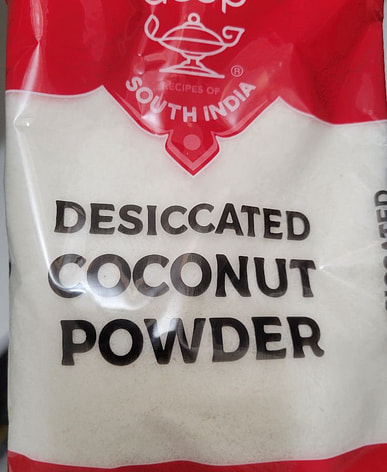 RECIPES OF
SOUTH INDIA
®
DESICCATED
COCONUT
POWDER